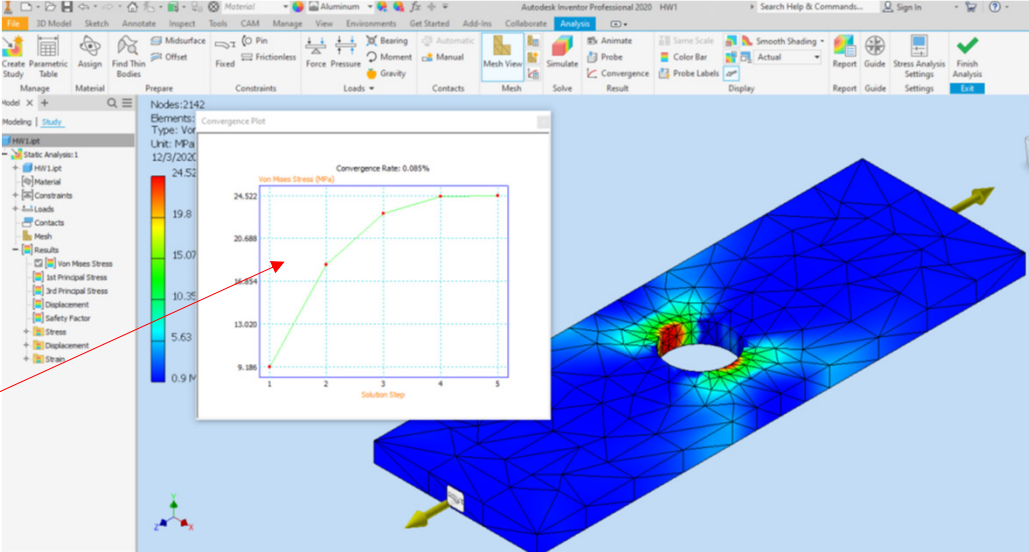 Material
Aluminum
Autodesk Inventor Professional 2020 HW1
Search Help & Commands...
Sign In
File 3D Model Sketch Annotate Inspect Tools CAM Manage View Environments Get Started Add-Ins Collaborate Analysis
Midsurface
Pin
Bearing
Automatic
Animate
Same Scale
Smooth Shading
Offset
Frictionless
Moment
Manual
Probe
Color Bar
Actual
Gravity
Convergence
Probe Labels
Create Study
Parametric Table
Assign
Find Thin Bodies
Fixed
Force Pressure
Mesh View
Simulate
Report
Guide
Stress Analysis Settings
Finish Analysis
Manage Material Prepare Constraints Loads Contacts Mesh Solve Result Display Report Guide Settings Exit
Model
Modeling Study
HW1.ipt
Static Analysis:1
HW1.ipt
Material
Constraints
Loads
Contacts
Mesh
Results
Von Mises Stress
1st Principal Stress
3rd Principal Stress
Displacement
Safety Factor
Stress
Displacement
Strain
Nodes:2142
Elements:
Type: Vor
Unit: MPa
12/3/2020
24.52
19.8
15.07
10.35
5.63
0.9 M
Convergence Plot
Convergence Rate: 0.085%
Von Mises Stress (MPa)
24.522
20.688
16.854
13.020
9.186
1 2 3 4 5
Solution Step
Y
Z X